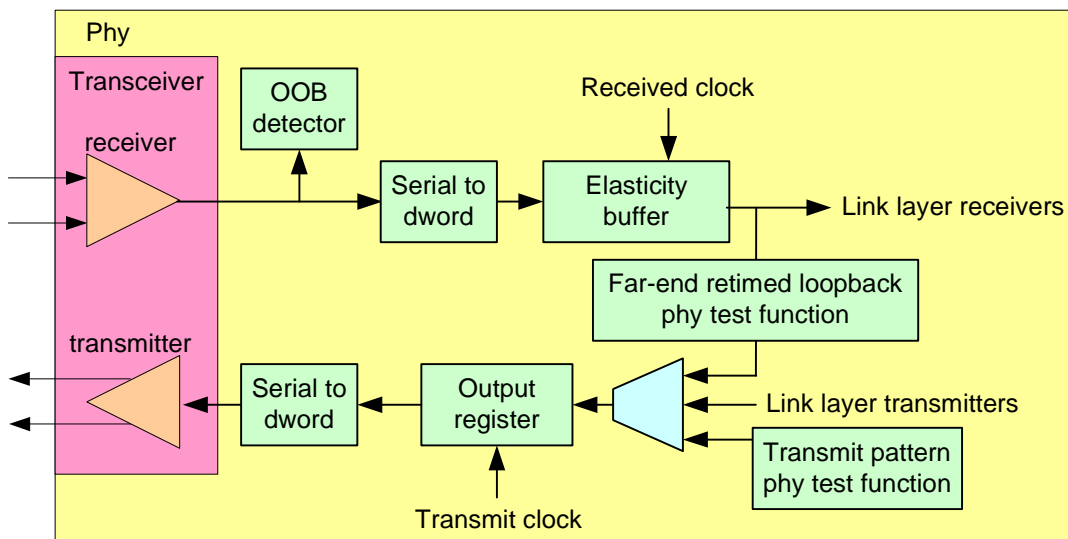 Phy
Transceiver
receiver
OOB
detector
Received clock
Serial to
dword
Elasticity
buffer
Link layer receivers
Far-end retimed loopback
phy test function
transmitter
Serial to
dword
Output
register
Link layer transmitters
Transmit pattern
phy test function
Transmit clock